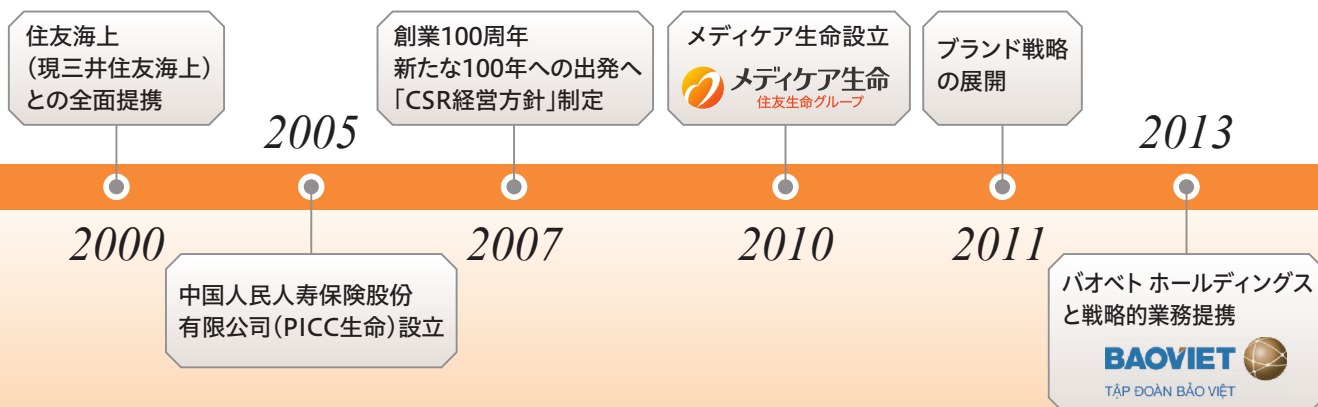 住友海上
（現三井住友海上）
との全面提携
2000
2005
中国人民人寿保険股份
有限公司（PICC生命）設立
創業100周年
新たな100年への出発へ
「CSR経営方針」制定
2007
メディケア生命設立
メディケア生命
住友生命グループ
2010
ブランド戦略
の展開
2011
2013
バオベト ホールディングス
と戦略的業務提携
BAOVIET
TẬP ĐOÀN BẢO VIỆT